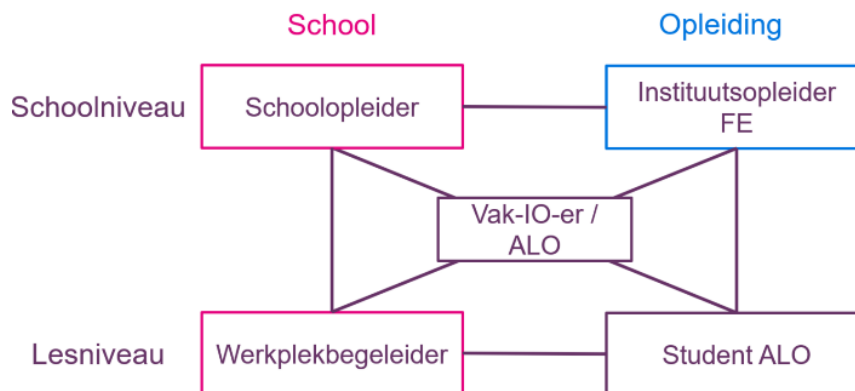 School
Opleiding
Schoolniveau
Schoolopleider
Instituutsopleider
FE
Vak-IO-er /
ALO
Lesniveau
Werkplekbegeleider
Student ALO